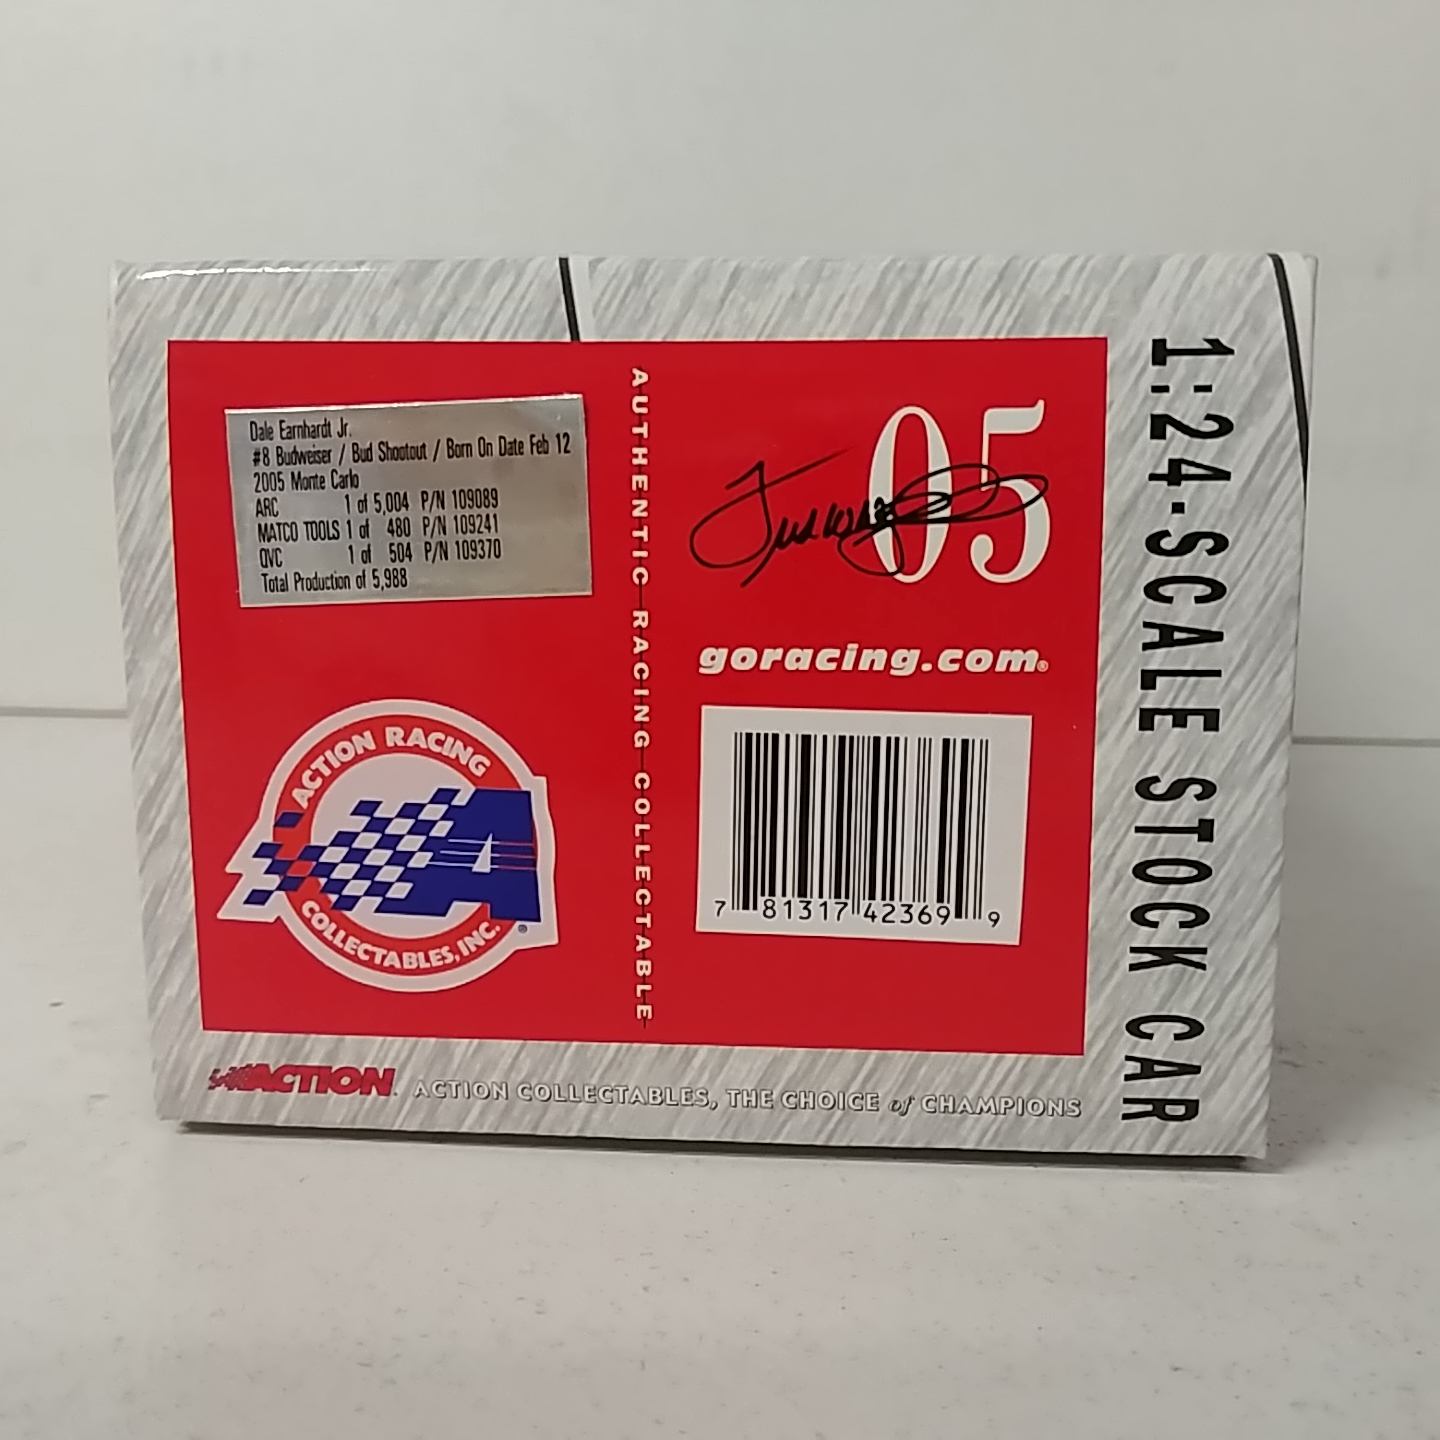 Dale Earnhardt Jr.
#8 Budweiser / Bud Shootout / Born On Date Feb 12
2005 Monte Carlo
ARC 1 of 5,004 P/N 109089
MATCO TOOLS 1 of 480 P/N 109241
QVC 1 of 504 P/N 109370
Total Production of 5,988
ACTION RACING
A
COLLECTABLES, INC.
®
AUTHENTIC RACING COLLECTABLE
05
goracing.com®
7 81317 42369 9
1:24-SCALE STOCK CAR
ACTION
ACTION COLLECTABLES, THE CHOICE of CHAMPIONS